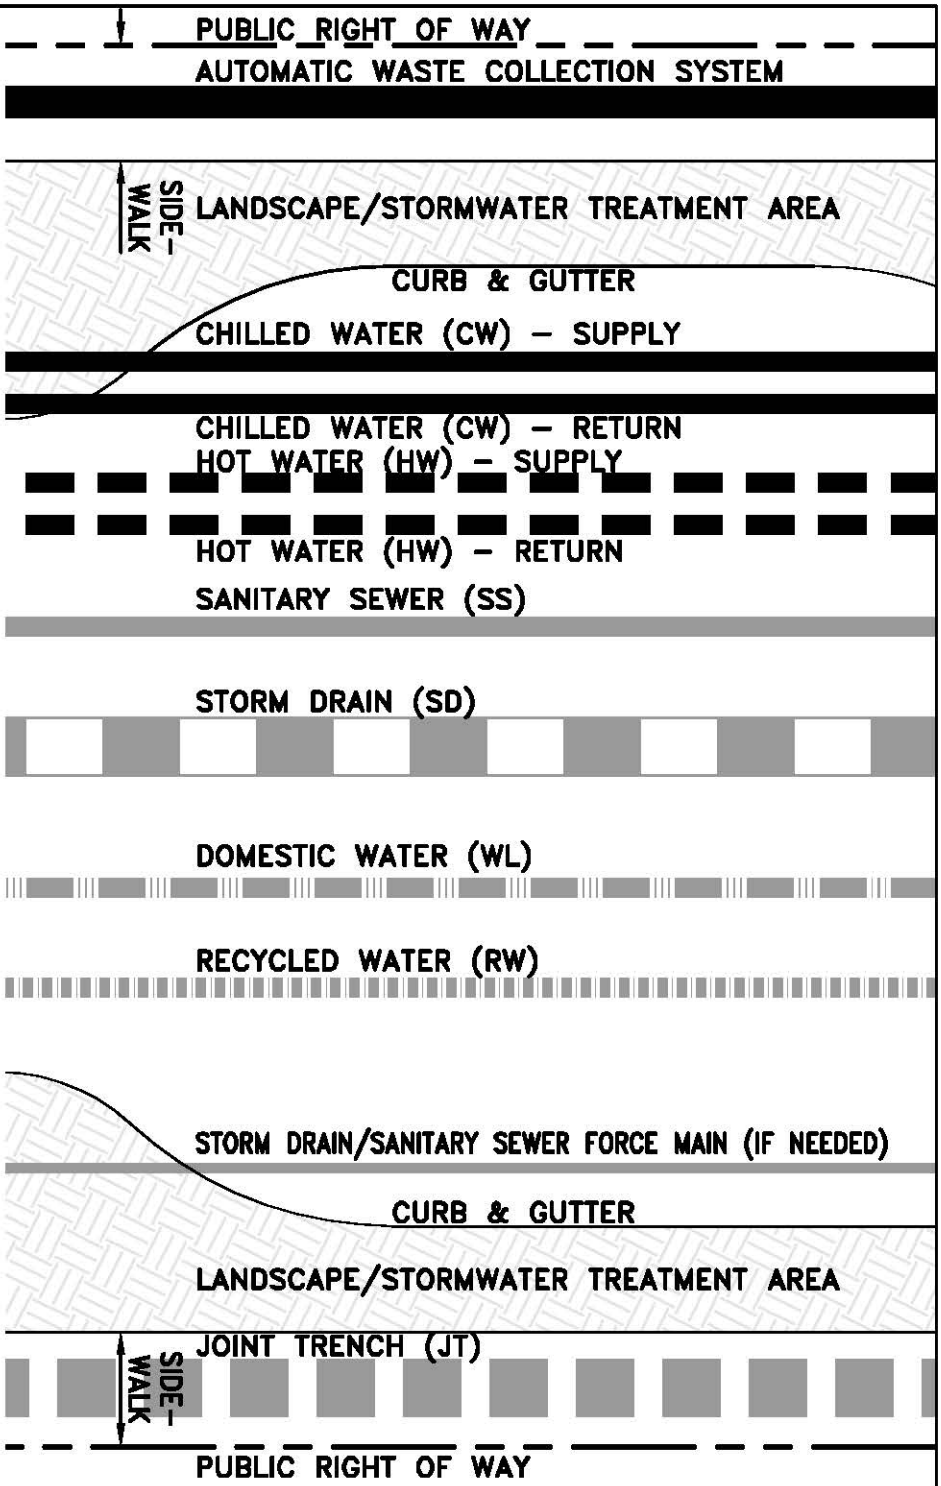 PUBLIC RIGHT OF WAY
AUTOMATIC WASTE COLLECTION SYSTEM
SIDE-
WALK
LANDSCAPE/STORMWATER TREATMENT AREA
CURB & GUTTER
CHILLED WATER (CW) – SUPPLY
CHILLED WATER (CW) – RETURN
HOT WATER (HW) – SUPPLY
HOT WATER (HW) – RETURN
SANITARY SEWER (SS)
STORM DRAIN (SD)
DOMESTIC WATER (WL)
RECYCLED WATER (RW)
STORM DRAIN/SANITARY SEWER FORCE MAIN (IF NEEDED)
CURB & GUTTER
LANDSCAPE/STORMWATER TREATMENT AREA
JOINT TRENCH (JT)
SIDE-
WALK
PUBLIC RIGHT OF WAY